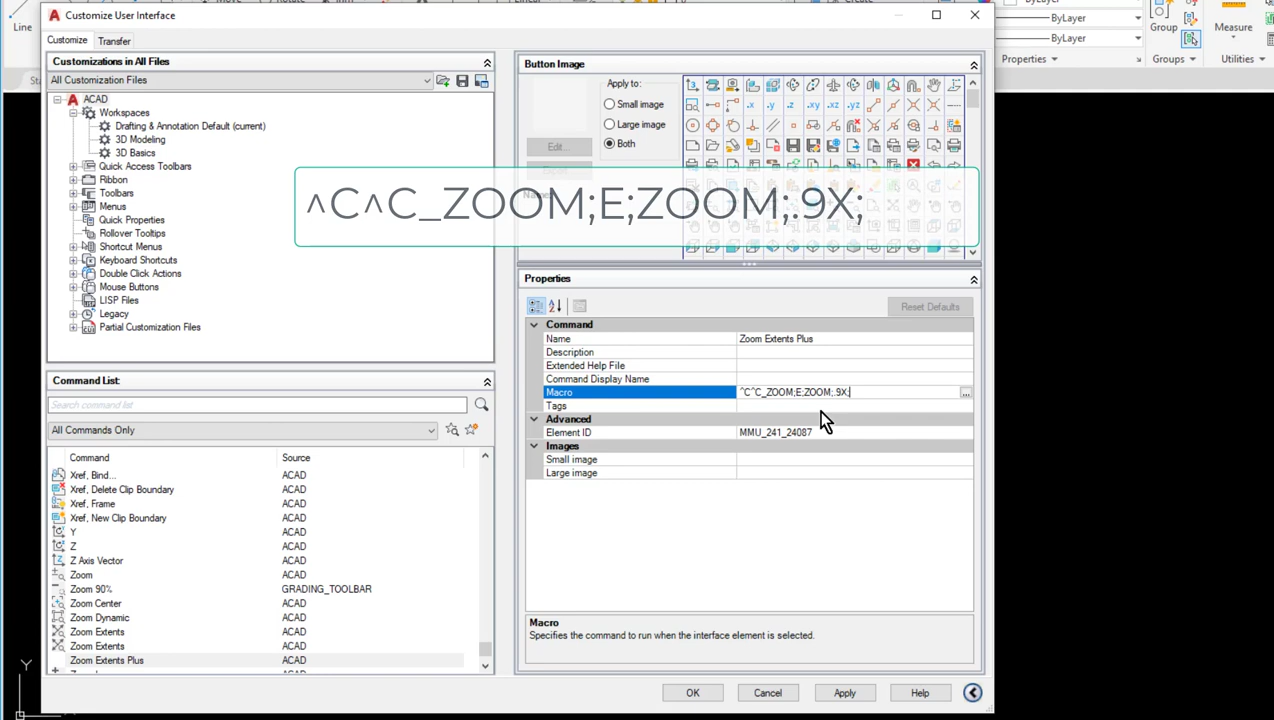 Line
ByLayer
ByLayer
Group
Measure
Properties
Groups
Utilities
Customize User Interface
Customize
Transfer
Customizations in All Files
All Customization Files
ACAD
Workspaces
Drafting & Annotation Default (current)
3D Modeling
3D Basics
Quick Access Toolbars
Ribbon
Toolbars
Menus
Quick Properties
Rollover Tooltips
Shortcut Menus
Keyboard Shortcuts
Double Click Actions
Mouse Buttons
LISP Files
Legacy
Partial Customization Files
Button Image
Apply to:
Small image
Large image
Both
Edit...
^C^C_ZOOM;E;ZOOM;.9X;
Command List:
Search command list
All Commands Only
Command Source
Xref, Bind... ACAD
Xref, Delete Clip Boundary ACAD
Xref, Frame ACAD
Xref, New Clip Boundary ACAD
Y ACAD
Z ACAD
Z Axis Vector ACAD
Zoom ACAD
Zoom 90% GRADING_TOOLBAR
Zoom Center ACAD
Zoom Dynamic ACAD
Zoom Extents ACAD
Zoom Extents ACAD
Zoom Extents Plus ACAD
Properties
Reset Defaults
Command
Name Zoom Extents Plus
Description
Extended Help File
Command Display Name
Macro ^C^C_ZOOM;E;ZOOM;.9X; ...
Tags
Advanced
Element ID MMU_241_24087
Images
Small image
Large image
Macro
Specifies the command to run when the interface element is selected.
OK Cancel Apply Help
Y